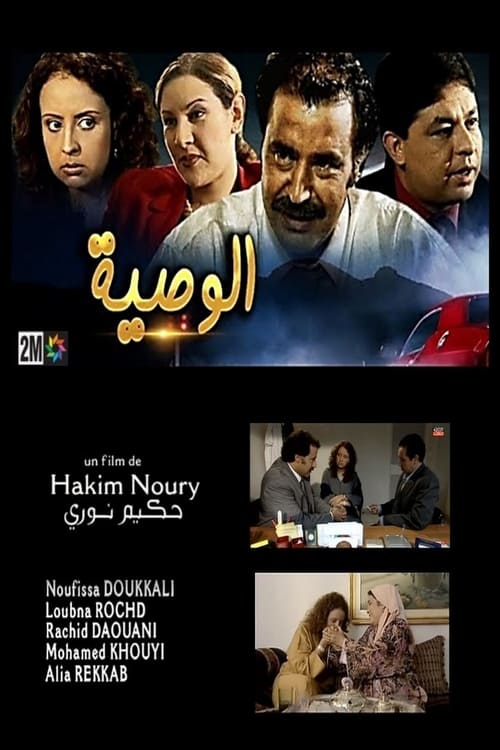 الوصية
2M
un film de
Hakim Noury
حكيم نوري
Noufissa DOUKKALI
Loubna ROCHD
Rachid DAOUANI
Mohamed KHOUYI
Alia REKKAB